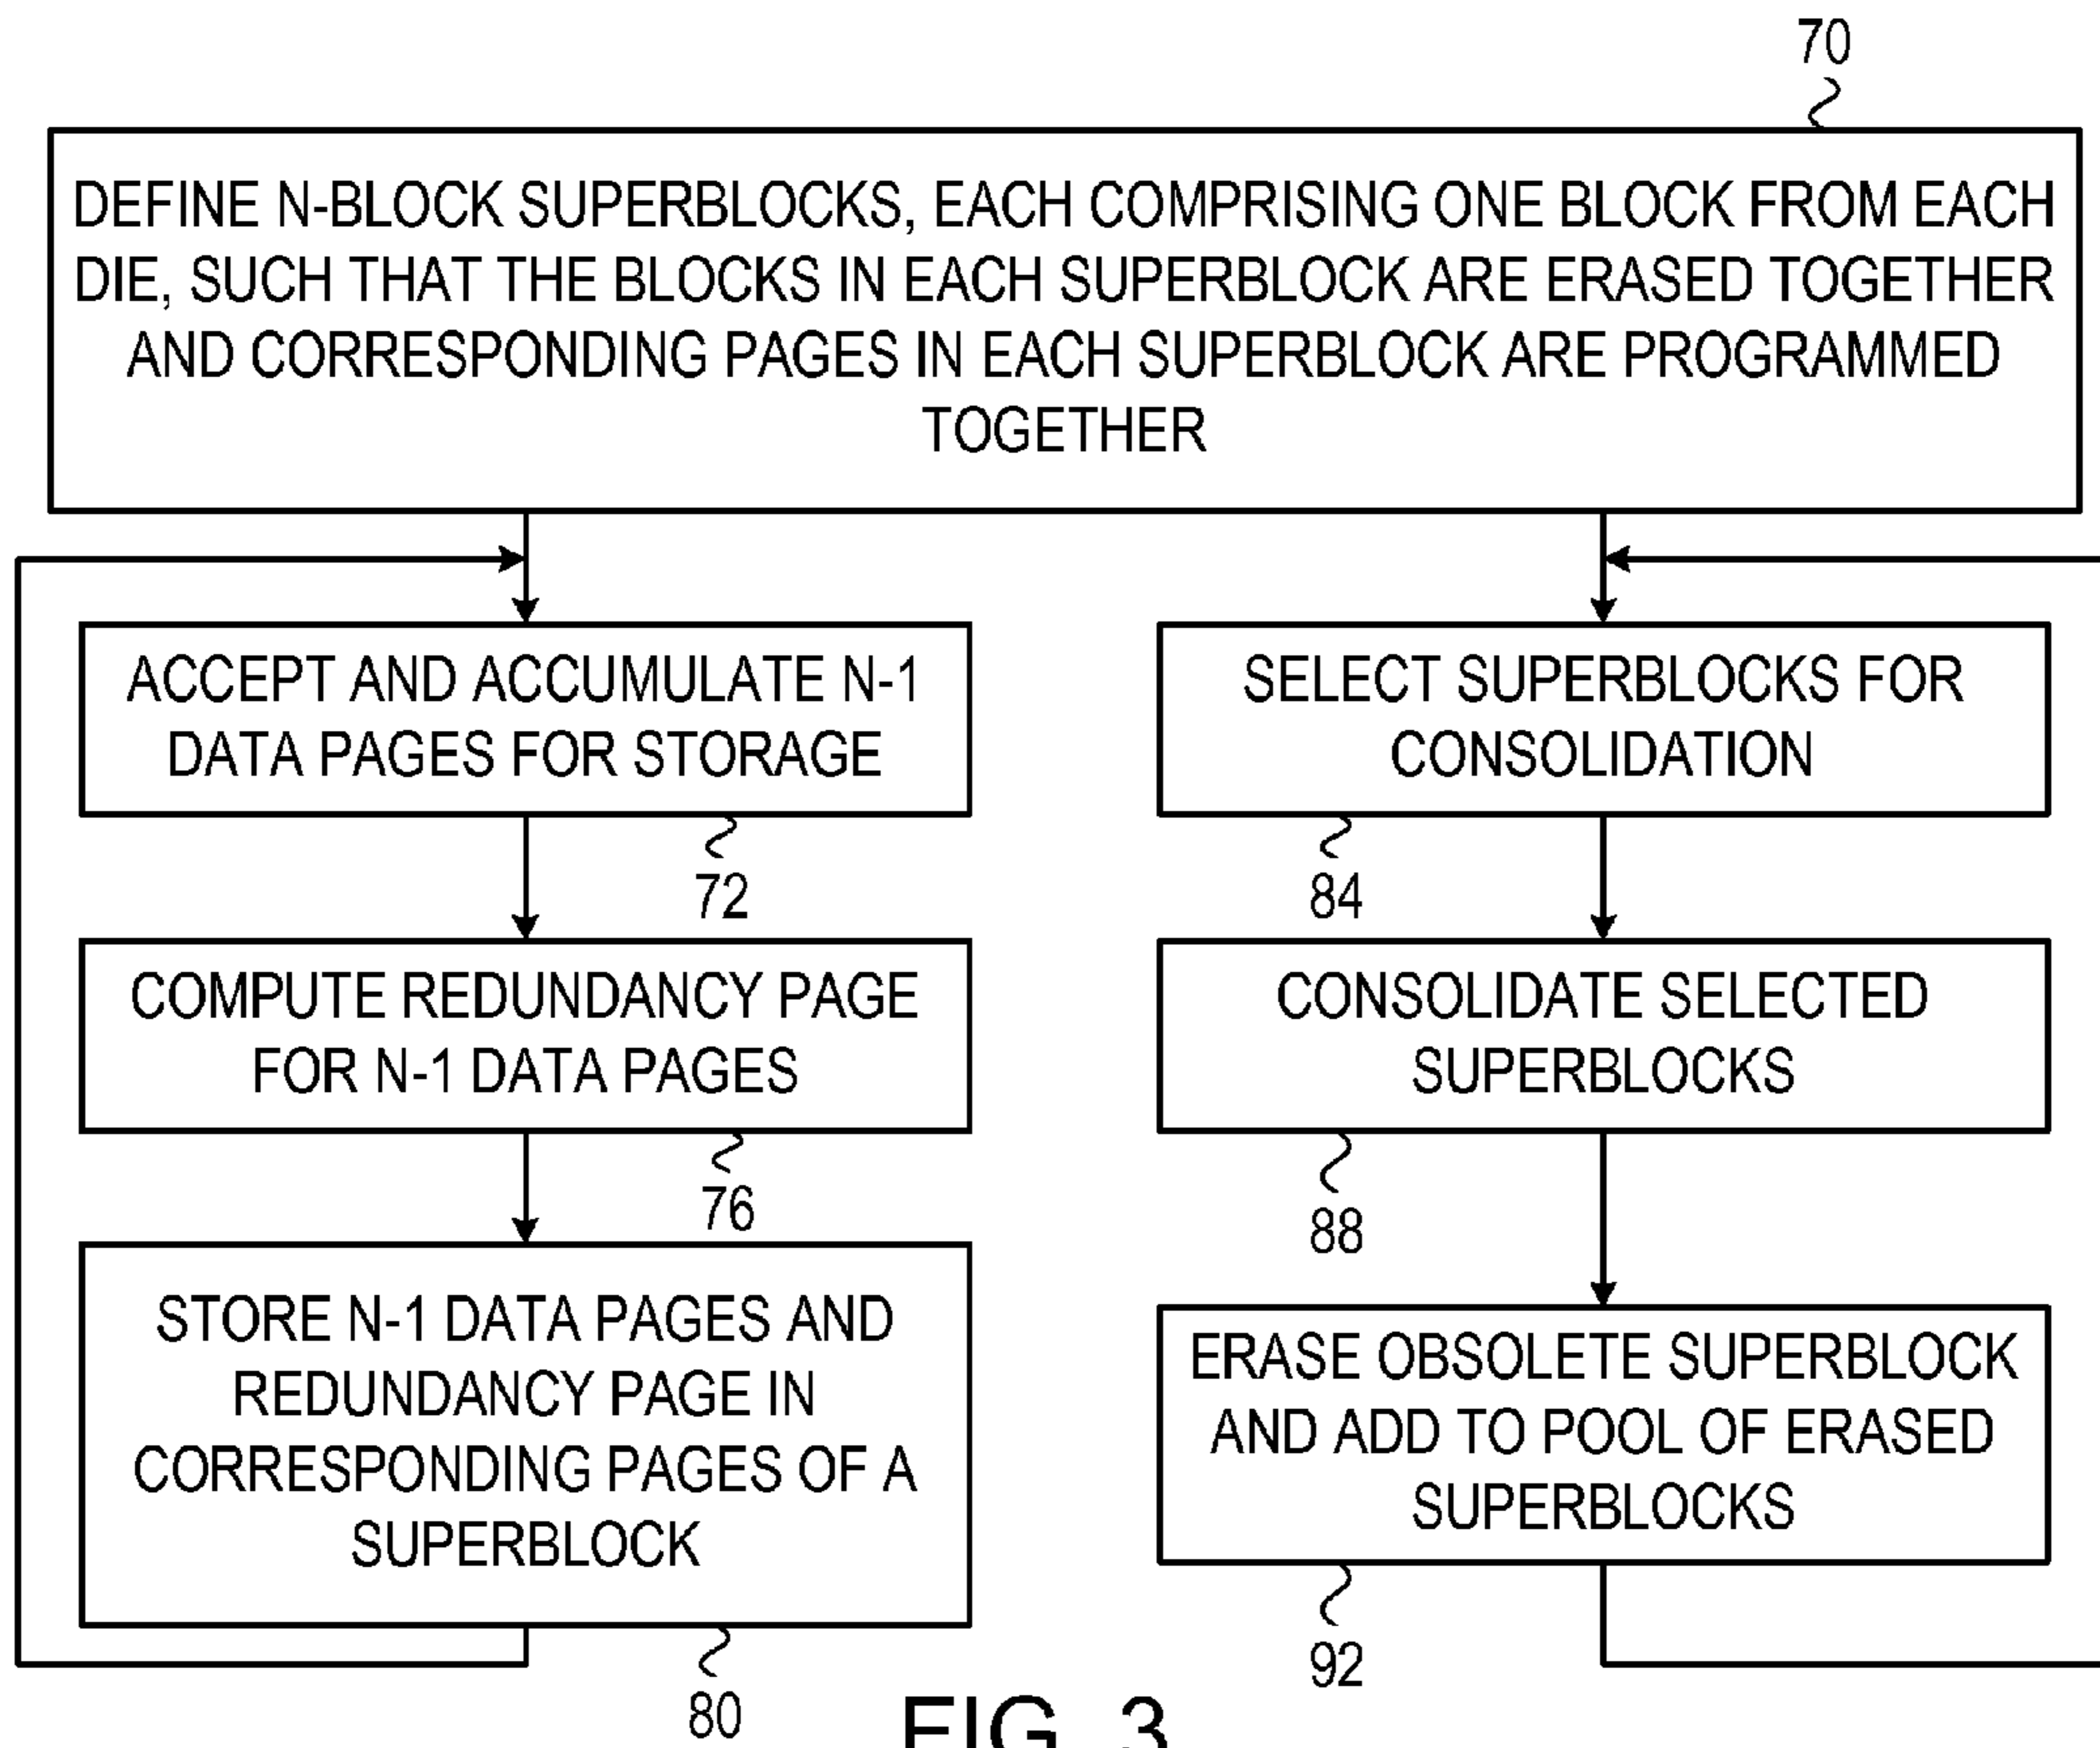 70
DEFINE N-BLOCK SUPERBLOCKS, EACH COMPRISING ONE BLOCK FROM EACH
DIE, SUCH THAT THE BLOCKS IN EACH SUPERBLOCK ARE ERASED TOGETHER
AND CORRESPONDING PAGES IN EACH SUPERBLOCK ARE PROGRAMMED
TOGETHER
ACCEPT AND ACCUMULATE N-1
DATA PAGES FOR STORAGE
72
COMPUTE REDUNDANCY PAGE
FOR N-1 DATA PAGES
76
STORE N-1 DATA PAGES AND
REDUNDANCY PAGE IN
CORRESPONDING PAGES OF A
SUPERBLOCK
80
SELECT SUPERBLOCKS FOR
CONSOLIDATION
84
CONSOLIDATE SELECTED
SUPERBLOCKS
88
ERASE OBSOLETE SUPERBLOCK
AND ADD TO POOL OF ERASED
SUPERBLOCKS
92
FIG. 3